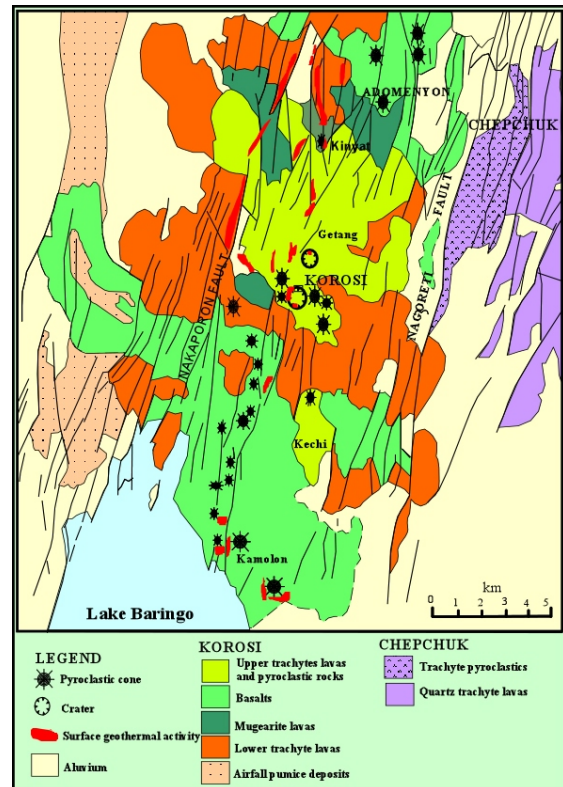 ADOMENYON
CHEPCHUK
Kinyat
NAGORETI FAULT
Getang
KOROSI
NAKAPORON FAULT
Kechi
Kamolon
Lake Baringo
km
0 1 2 3 4 5
LEGEND
Pyroclastic cone
Crater
Surface geothermal activity
Aluvium
KOROSI
Upper trachytes lavas
and pyroclastic rocks
Basalts
Mugearite lavas
Lower trachyte lavas
Airfall pumice deposits
CHEPCHUK
Trachyte pyroclastics
Quartz trachyte lavas